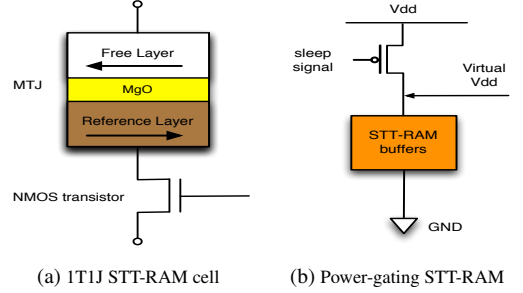 Free Layer
MTJ
MgO
Reference Layer
NMOS transistor
(a) 1T1J STT-RAM cell
Vdd
sleep
signal
Virtual
Vdd
STT-RAM
buffers
GND
(b) Power-gating STT-RAM